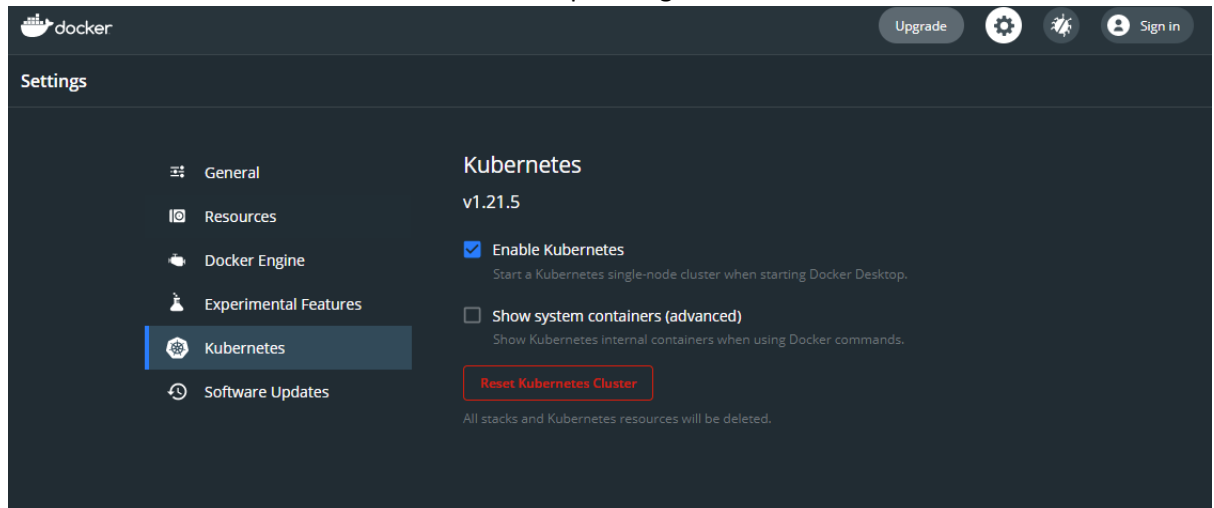 docker
Upgrade
Sign in
Settings
General
Resources
Docker Engine
Experimental Features
Kubernetes
Software Updates
Kubernetes
v1.21.5
Enable Kubernetes
Start a Kubernetes single-node cluster when starting Docker Desktop.
Show system containers (advanced)
Show Kubernetes internal containers when using Docker commands.
Reset Kubernetes Cluster
All stacks and Kubernetes resources will be deleted.